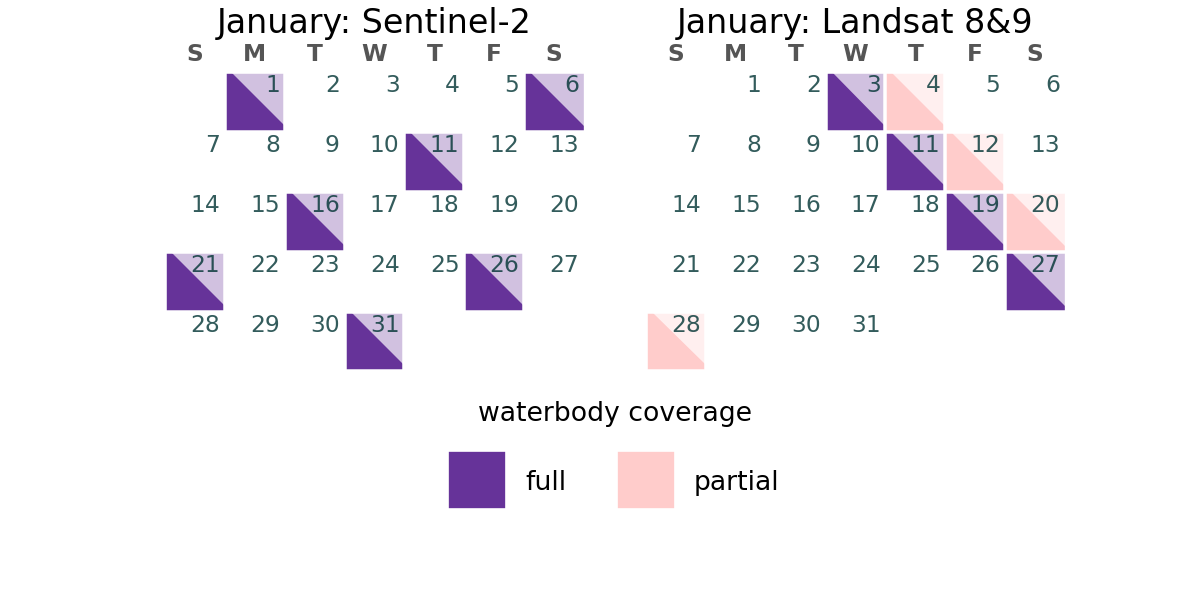 January: Sentinel-2
S M T W T F S
1 2 3 4 5 6
7 8 9 10 11 12 13
14 15 16 17 18 19 20
21 22 23 24 25 26 27
28 29 30 31
January: Landsat 8&9
S M T W T F S
1 2 3 4 5 6
7 8 9 10 11 12 13
14 15 16 17 18 19 20
21 22 23 24 25 26 27
28 29 30 31
waterbody coverage
full
partial